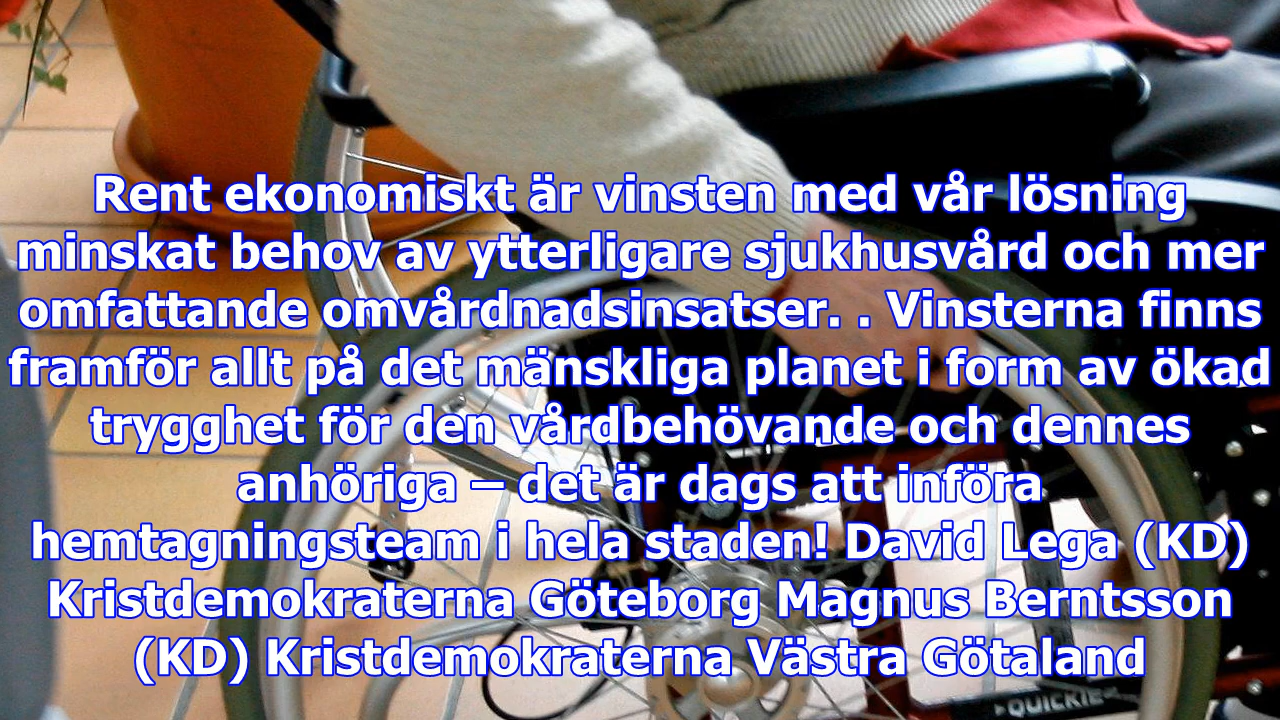 Rent ekonomiskt är vinsten med vår lösning
minskat behov av ytterligare sjukhusvård och mer
omfattande omvårdnadsinsatser. . Vinsterna finns
framför allt på det mänskliga planet i form av ökad
trygghet för den vårdbehövande och dennes
anhöriga – det är dags att införa
hemtagningsteam i hela staden! David Lega (KD)
Kristdemokraterna Göteborg Magnus Berntsson
(KD) Kristdemokraterna Västra Götaland
QUICKIE